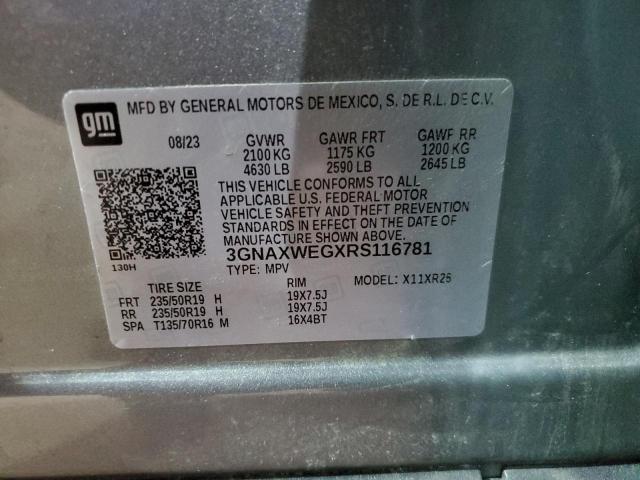 gm
MFD BY GENERAL MOTORS DE MEXICO, S. DE R.L. DE C.V.
08/23 GVWR GAWR FRT GAWF RR
2100 KG 1175 KG 1200 KG
4630 LB 2590 LB 2645 LB
THIS VEHICLE CONFORMS TO ALL
APPLICABLE U.S. FEDERAL MOTOR
VEHICLE SAFETY AND THEFT PREVENTION
STANDARDS IN EFFECT ON THE DATE OF
MANUFACTURE SHOWN ABOVE.
130H
3GNAXWEGXRS116781
TYPE: MPV
MODEL: X11XR26
TIRE SIZE RIM
FRT 235/50R19 H 19X7.5J
RR 235/50R19 H 19X7.5J
SPA T135/70R16 M 16X4BT